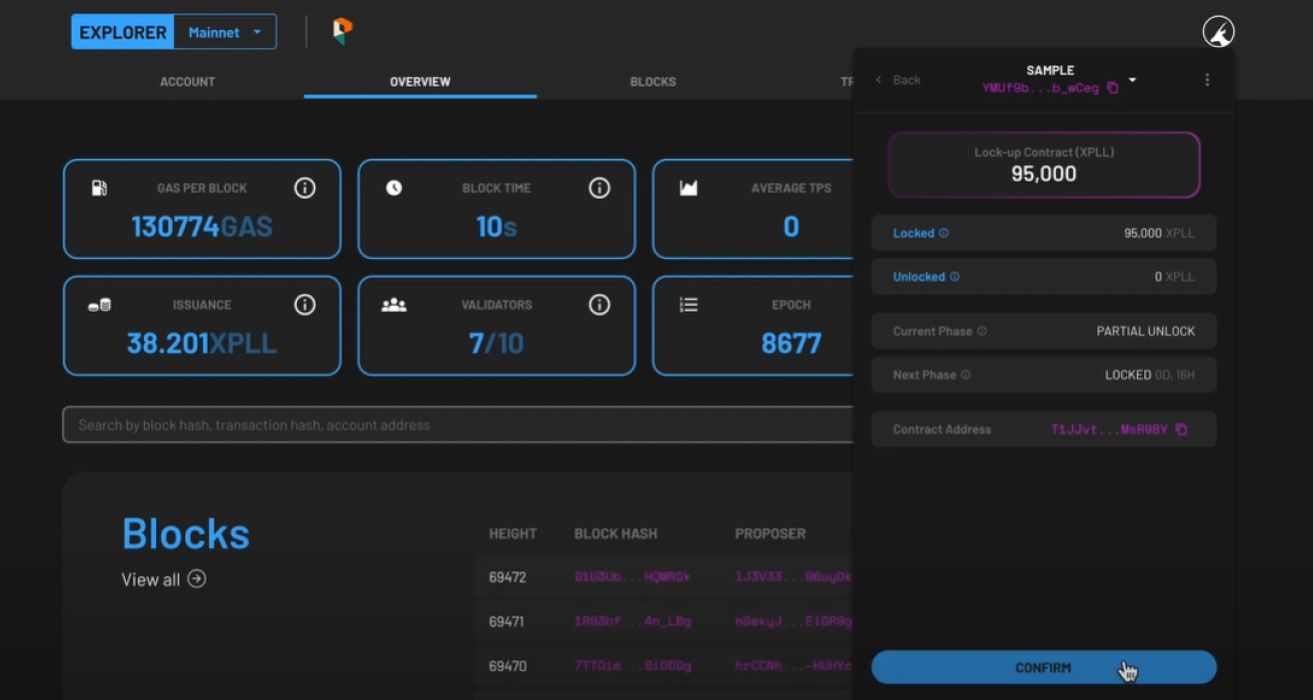 EXPLORER Mainnet
ACCOUNT OVERVIEW BLOCKS TR
GAS PER BLOCK
130774GAS
BLOCK TIME
10s
AVERAGE TPS
0
ISSUANCE
38.201XPLL
VALIDATORS
7/10
EPOCH
8677
Search by block hash, transaction hash, account address
Blocks
View all
HEIGHT BLOCK HASH PROPOSER
69472 D1U3Ub...HQMRDk lJ3V33...06uyOk
69471 1R93bf...4n_LBg h9ekyJ...EiGR9g
69470 7TTOim...SiODDg hrCCNh...-HUHYc
Back
SAMPLE
YMUf9b...b_wCeg
Lock-up Contract (XPLL)
95,000
Locked 95,000 XPLL
Unlocked 0 XPLL
Current Phase PARTIAL UNLOCK
Next Phase LOCKED 0D, 16H
Contract Address T1JJvt...MsR98Y
CONFIRM